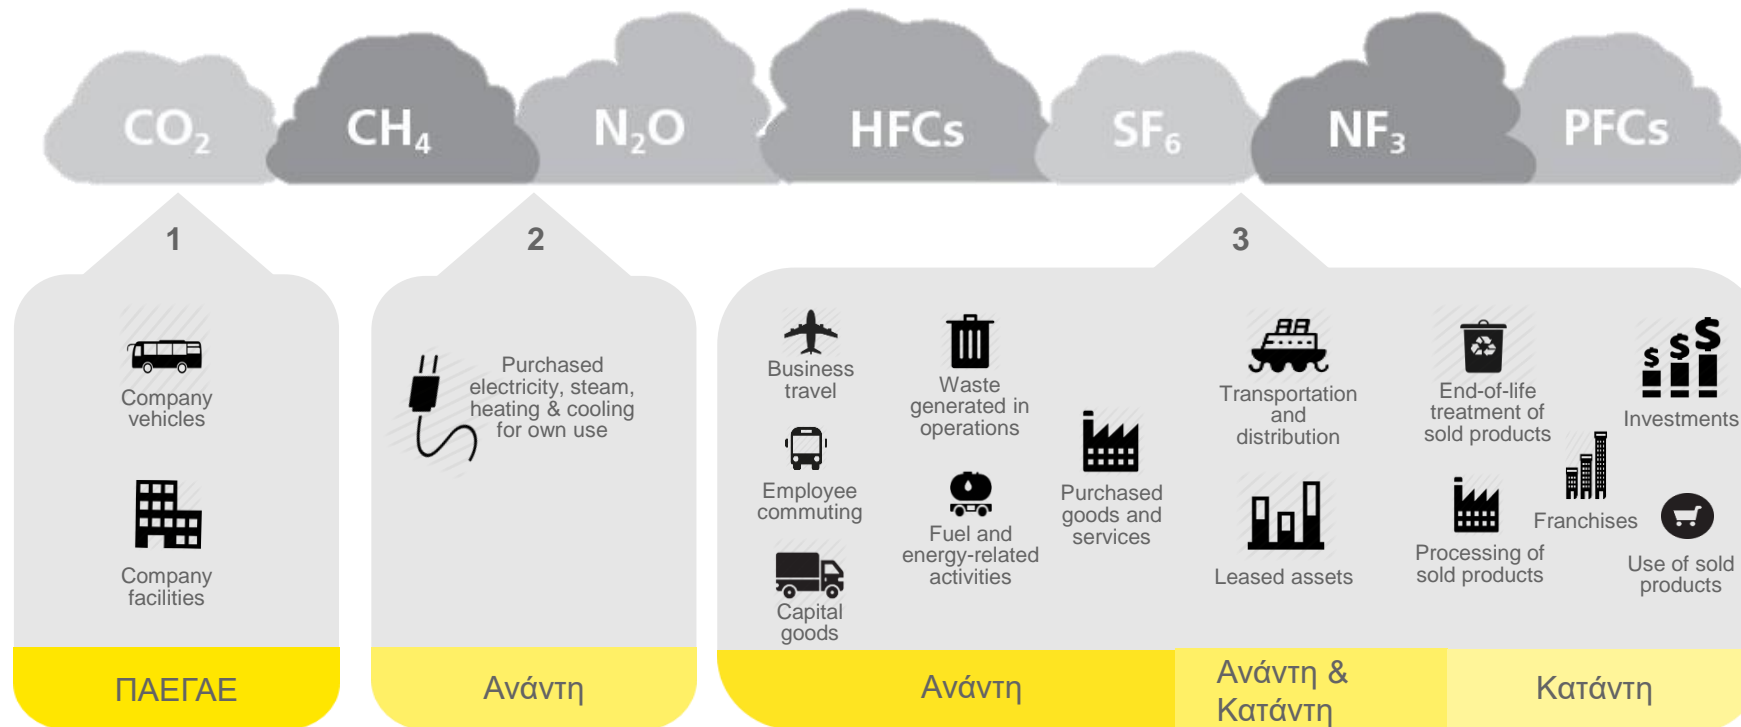 CO₂
CH₄
N₂O
HFCs
SF₆
NF₃
PFCs
1
Company
vehicles
Company
facilities
ΠΑΕΓΑΕ
2
Purchased
electricity, steam,
heating & cooling
for own use
Ανάντη
3
Business
travel
Employee
commuting
Capital
goods
Waste
generated in
operations
Fuel and
energy-related
activities
Purchased
goods and
services
Ανάντη
Transportation
and
distribution
Leased assets
Ανάντη &
Κατάντη
End-of-life
treatment of
sold products
Processing of
sold products
Franchises
Investments
Use of sold
products
Κατάντη